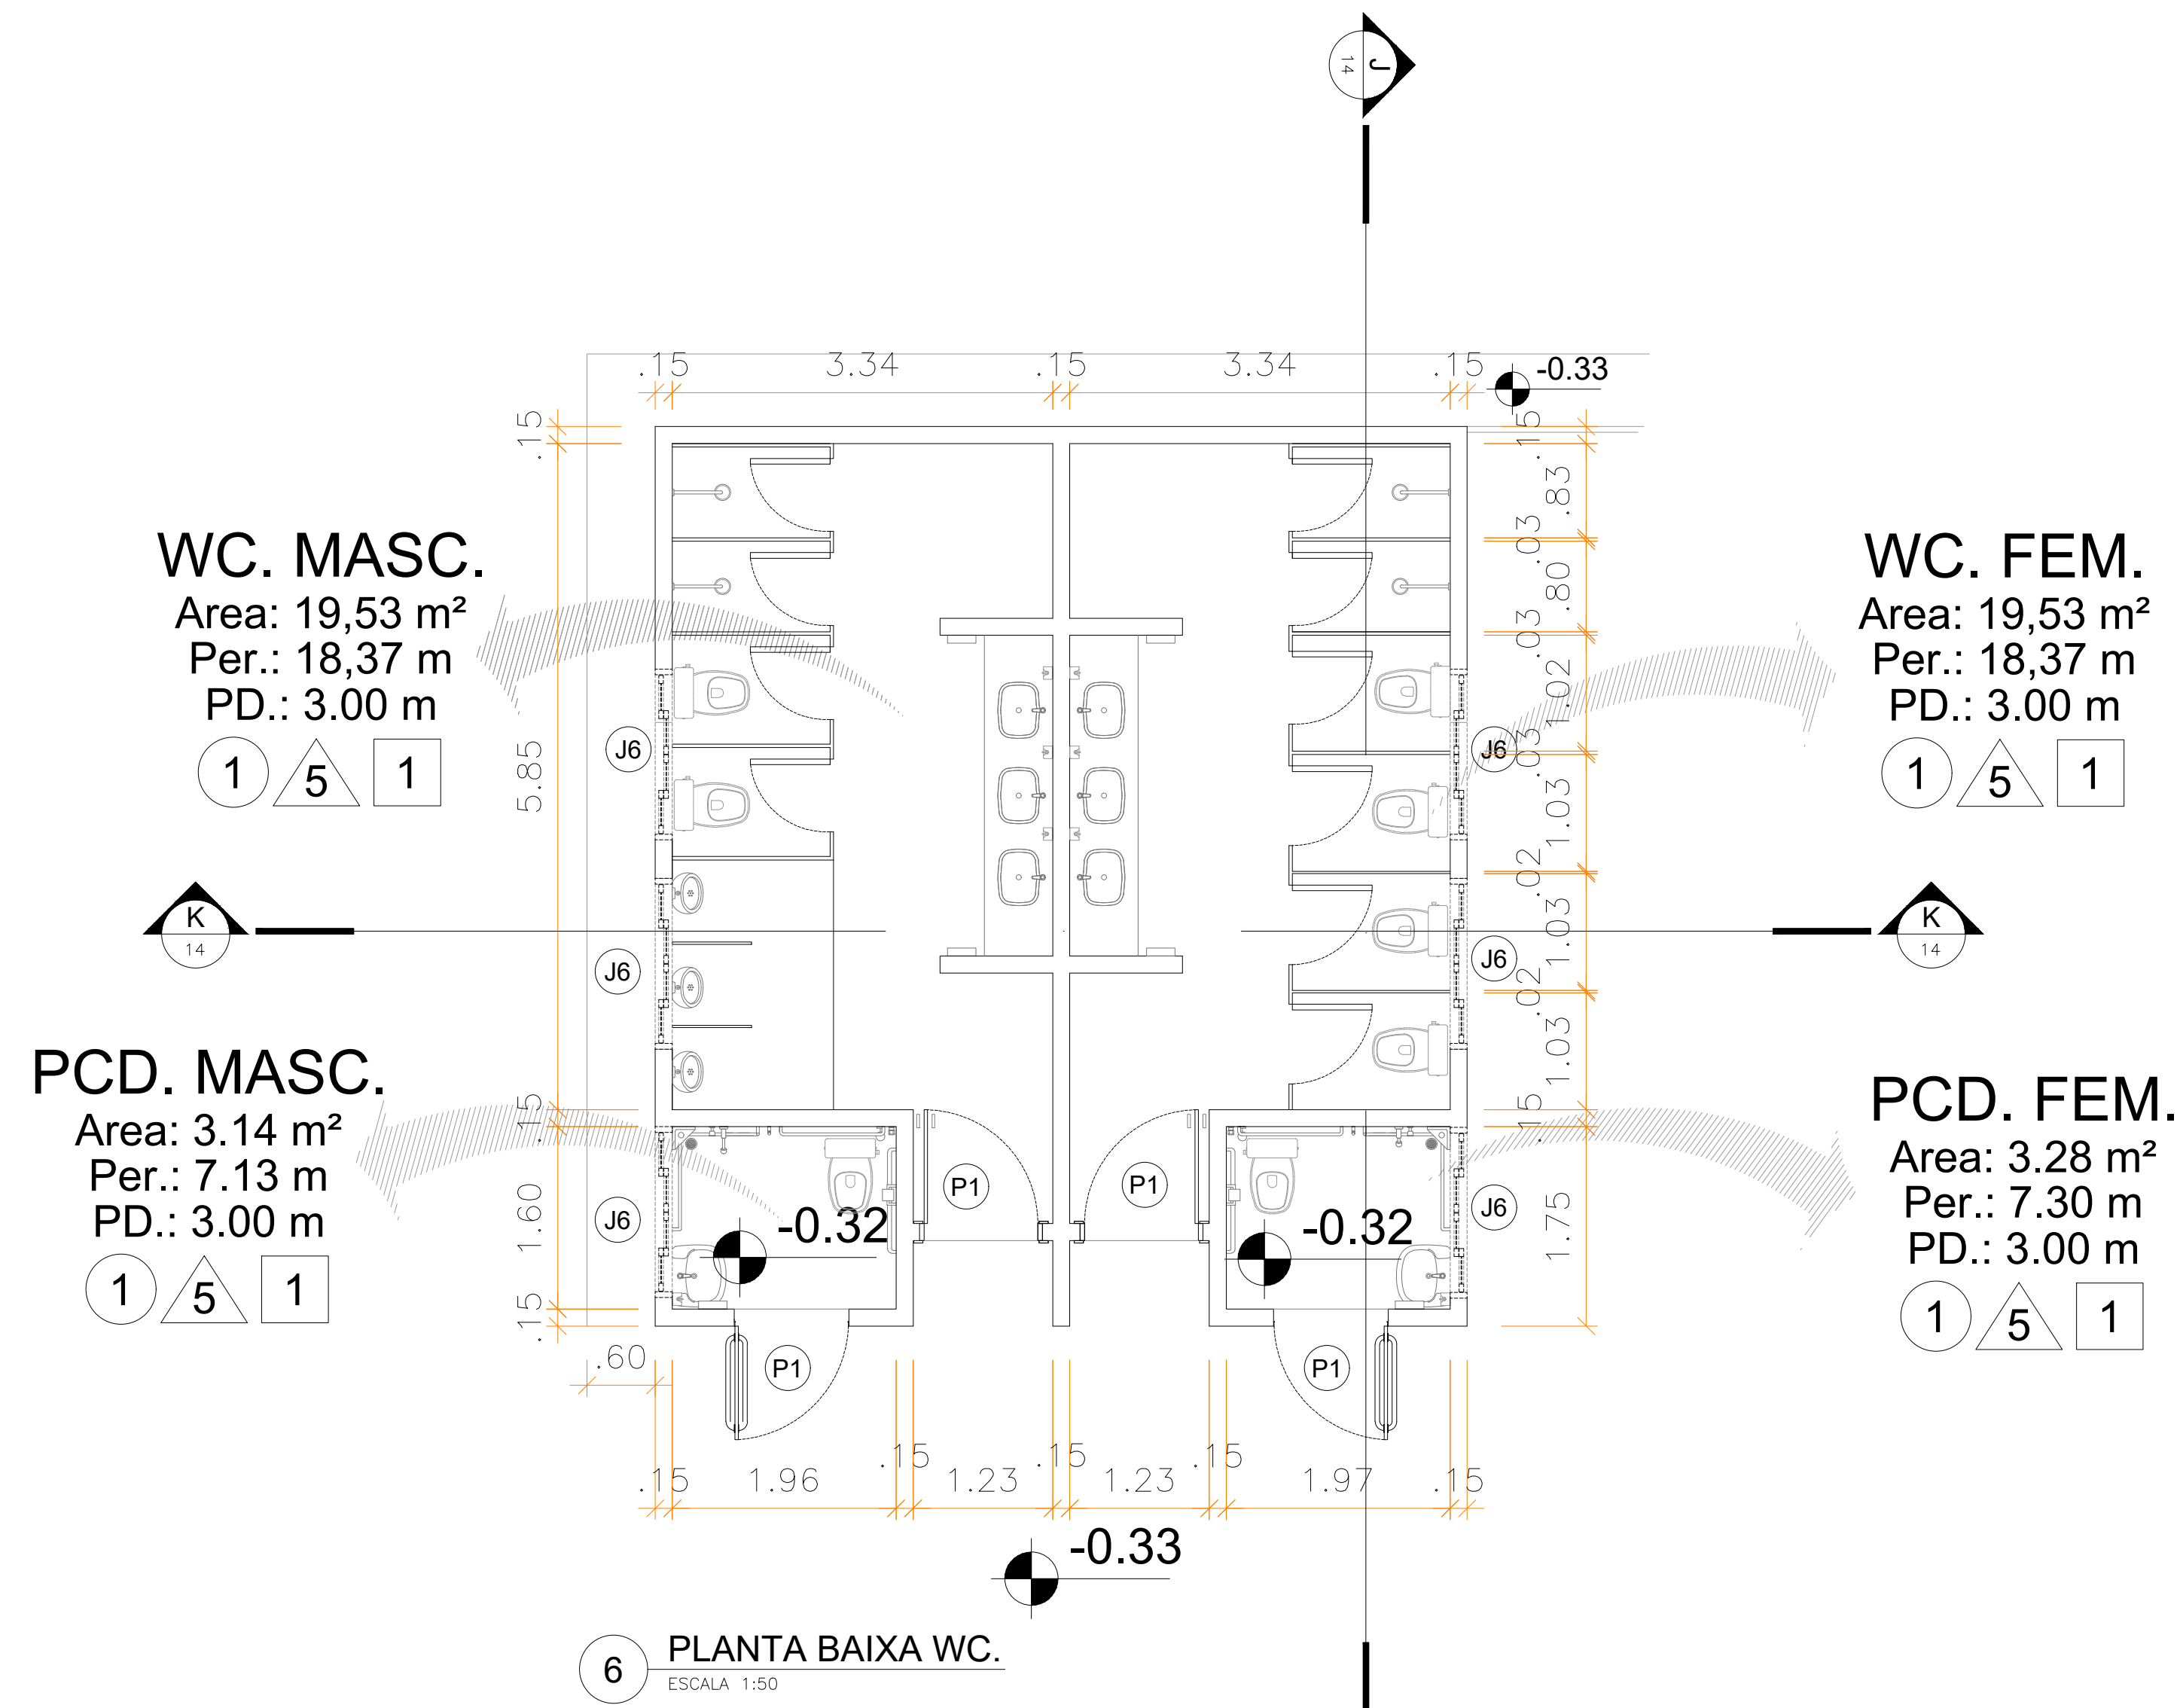 J
14
.15 3.34 .15 3.34 .15
-0.33
.15
5.85
.15
1.60
.15
.60
.15
.83
.03
.80
.03
1.02
.03
1.03
.02
1.03
.02
1.03
.15
1.75
WC. MASC.
Area: 19,53 m²
Per.: 18,37 m
PD.: 3.00 m
1 5 1
WC. FEM.
Area: 19,53 m²
Per.: 18,37 m
PD.: 3.00 m
1 5 1
J6
J6
K
14
K
14
J6
J6
PCD. MASC.
Area: 3.14 m²
Per.: 7.13 m
PD.: 3.00 m
1 5 1
PCD. FEM.
Area: 3.28 m²
Per.: 7.30 m
PD.: 3.00 m
1 5 1
P1
P1
J6
J6
-0.32
-0.32
P1
P1
.15 1.96 .15 1.23 .15 1.23 .15 1.97 .15
-0.33
6
PLANTA BAIXA WC.
ESCALA 1:50